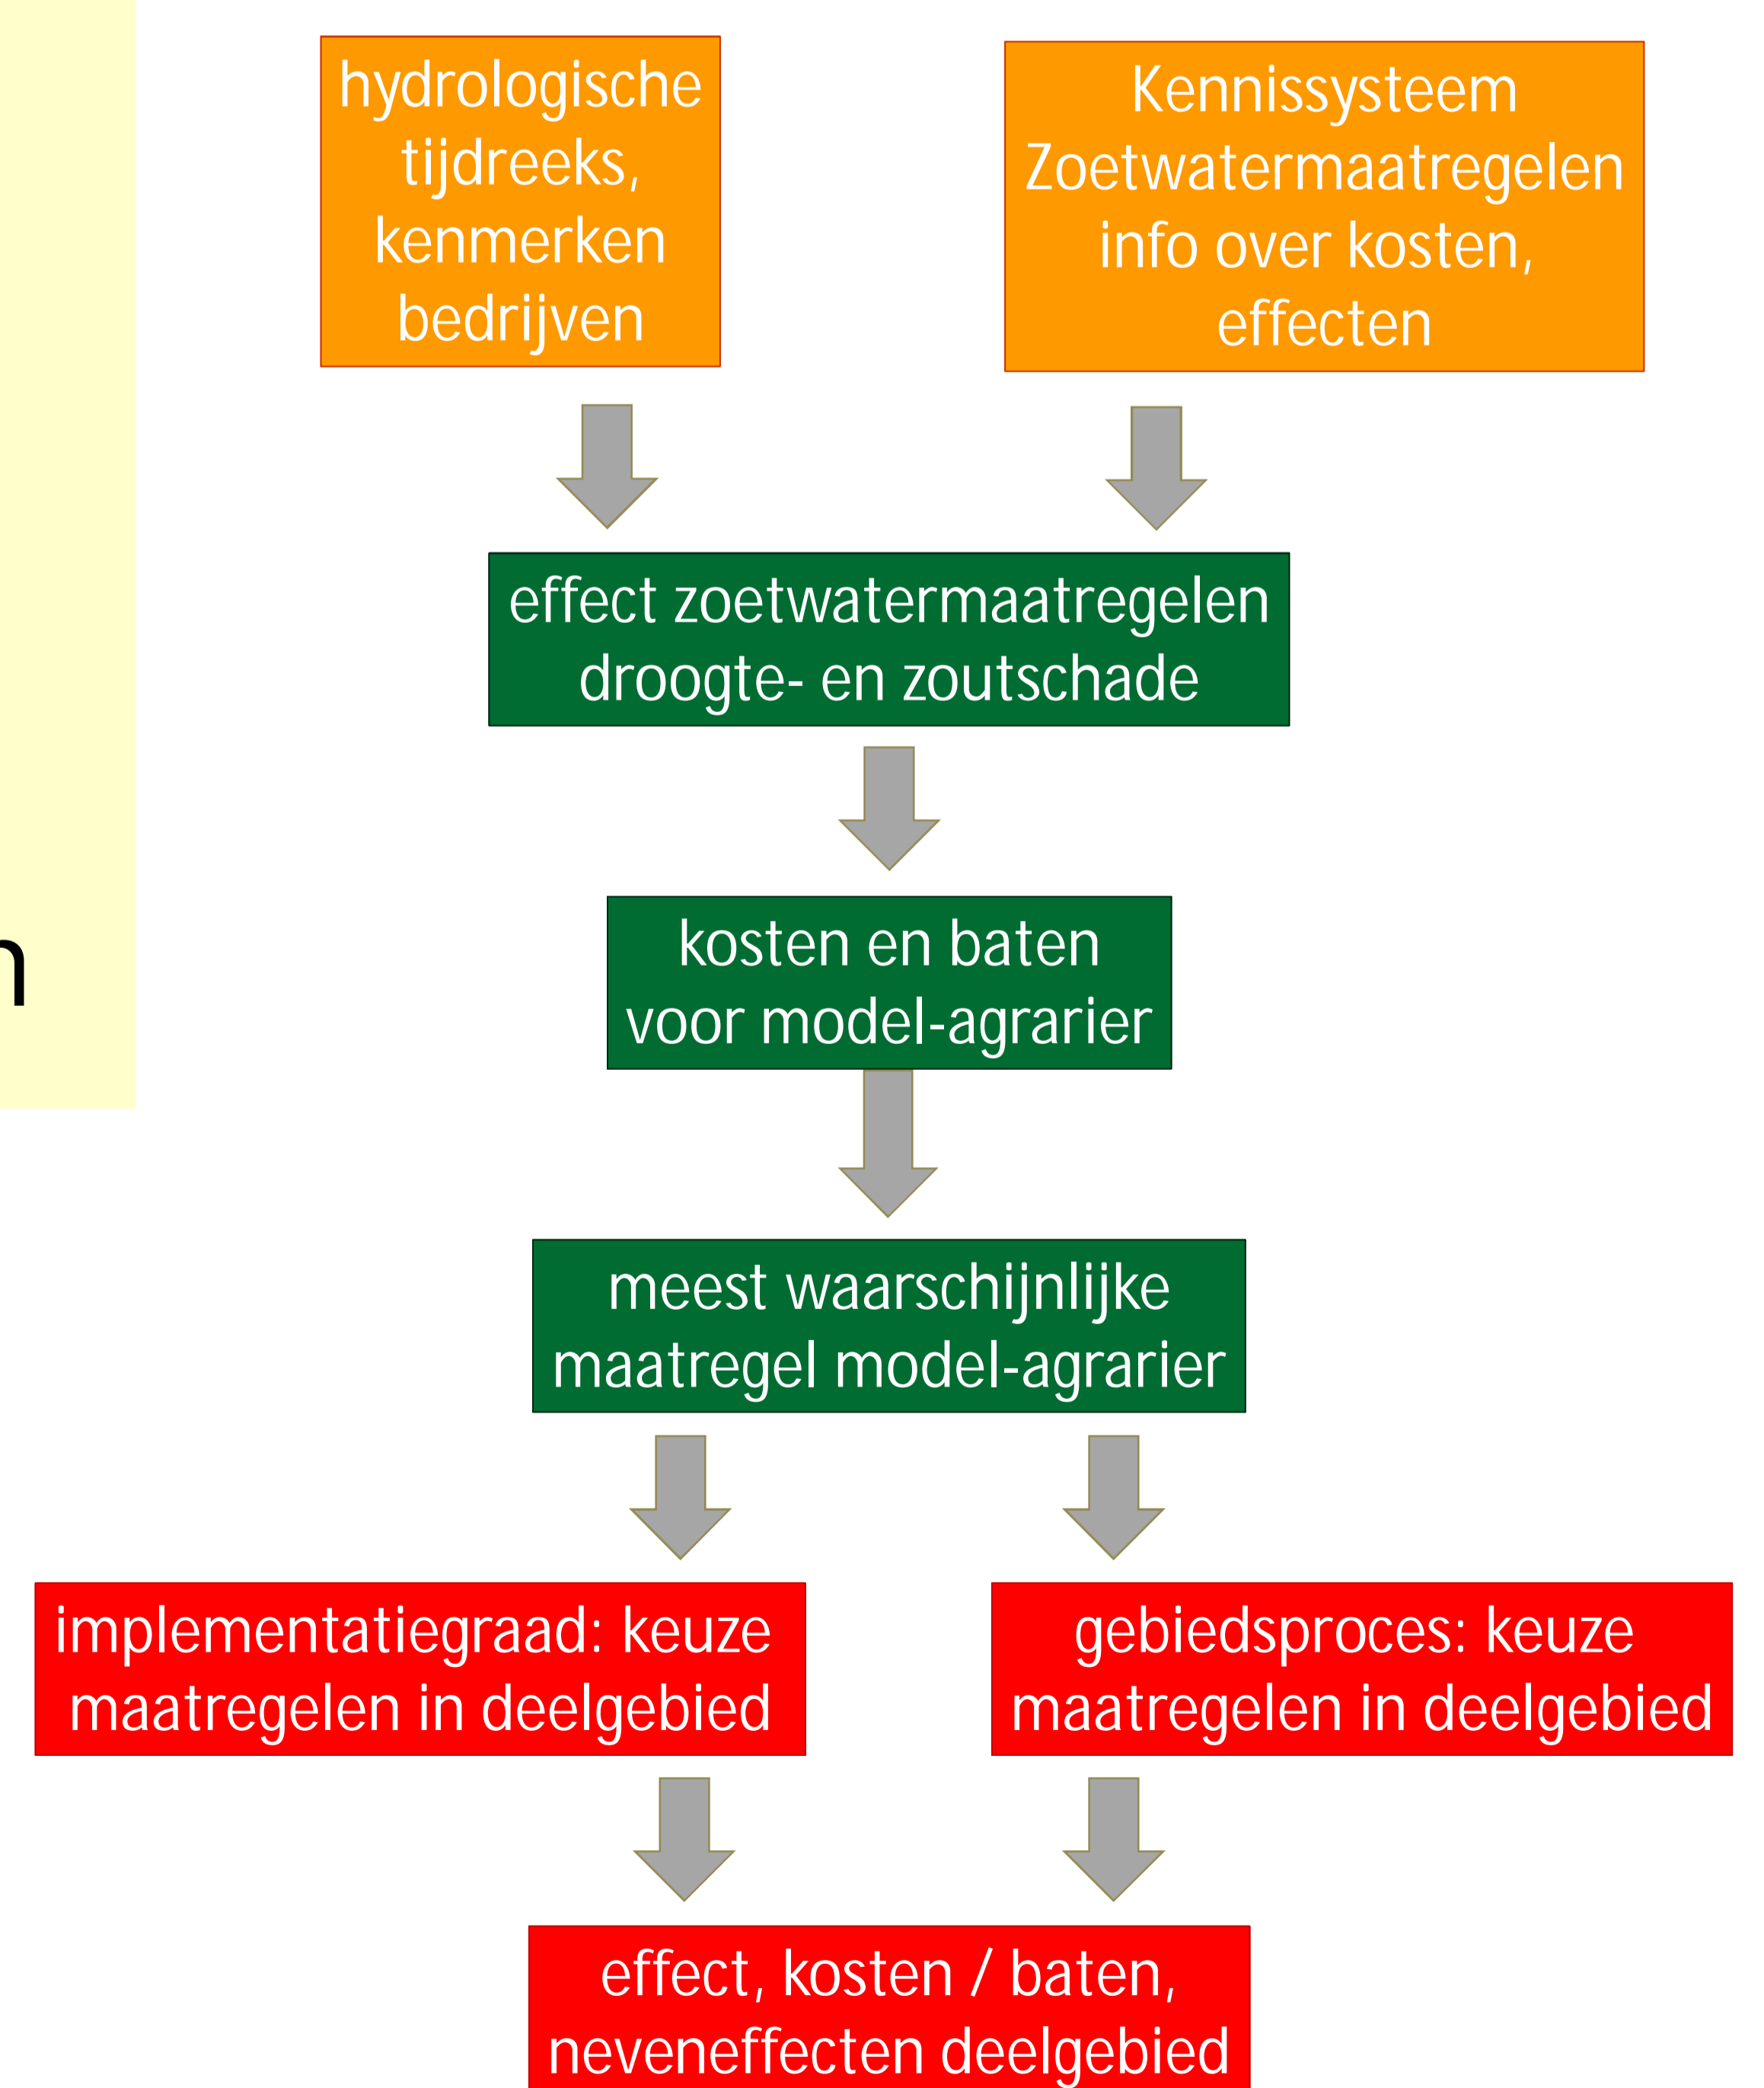 hydrologische
tijdreeks,
kenmerken
bedrijven
Kennissysteem
Zoetwatermaatregelen
info over kosten,
effecten
effect zoetwatermaatregelen
droogte- en zoutschade
kosten en baten
voor model-agrariër
meest waarschijnlijke
maatregel model-agrariër
implementatiegraad: keuze
maatregelen in deelgebied
gebiedsproces: keuze
maatregelen in deelgebied
effect, kosten / baten,
neveneffecten deelgebied
n